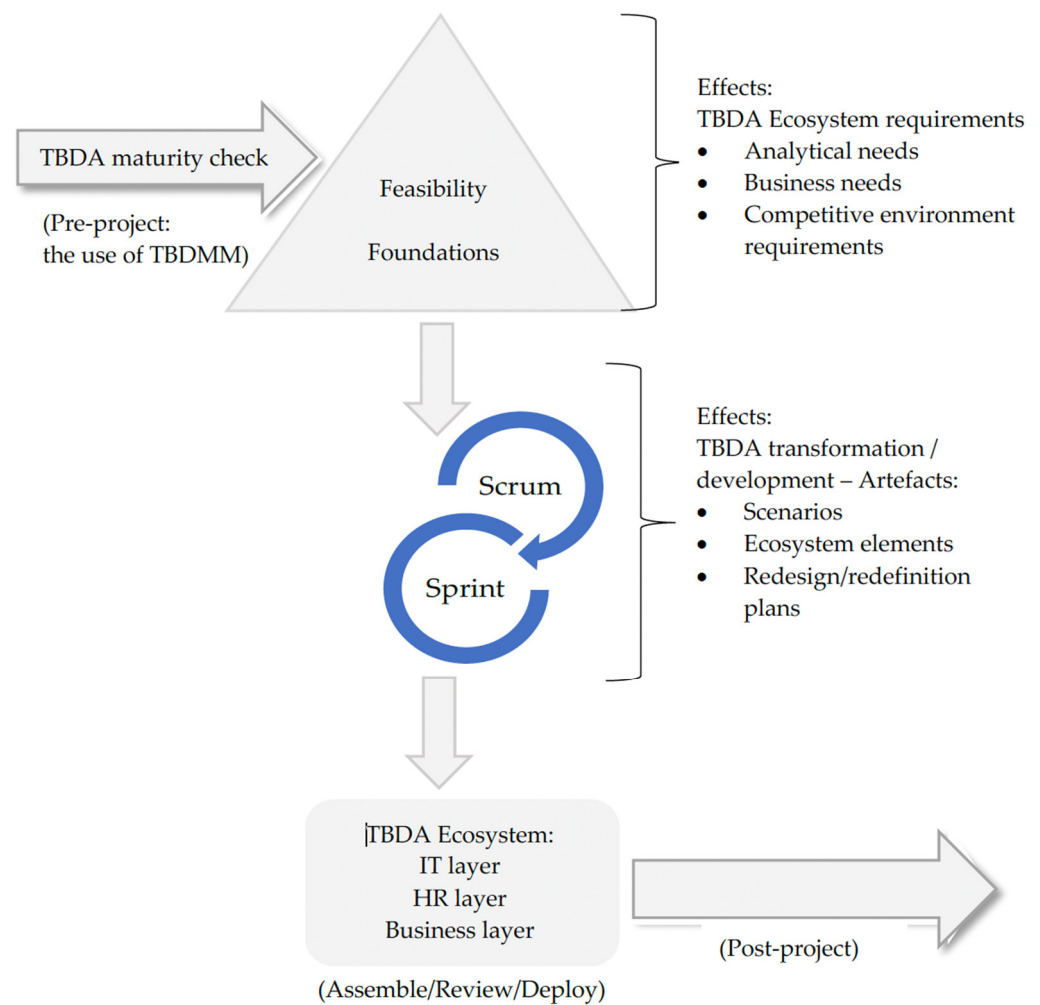 TBDA maturity check
(Pre-project:
the use of TBDMM)
Feasibility
Foundations
Effects:
TBDA Ecosystem requirements
• Analytical needs
• Business needs
• Competitive environment
requirements
Scrum
Sprint
Effects:
TBDA transformation /
development – Artefacts:
• Scenarios
• Ecosystem elements
• Redesign/redefinition
plans
TBDA Ecosystem:
IT layer
HR layer
Business layer
(Assemble/Review/Deploy)
(Post-project)